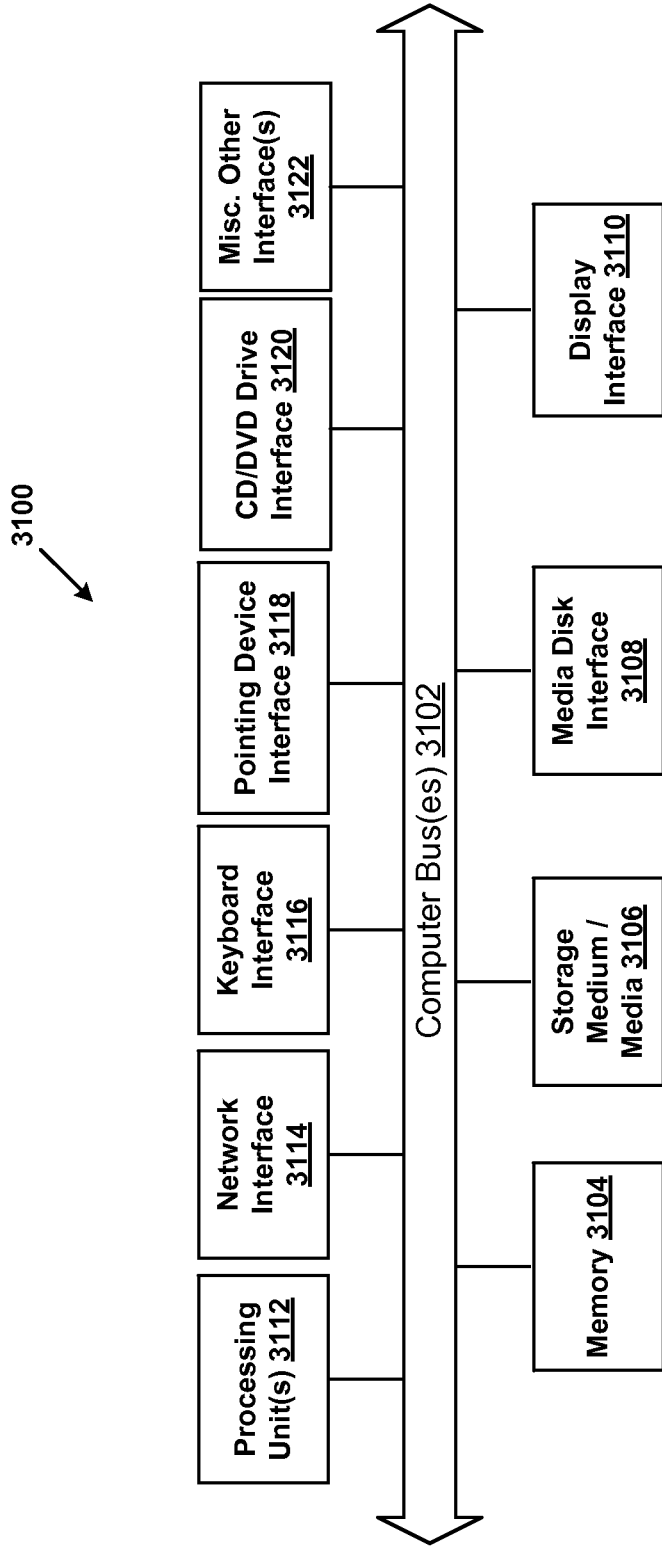 3100
Processing
Unit(s) 3112
Network
Interface
3114
Keyboard
Interface
3116
Pointing Device
Interface 3118
CD/DVD Drive
Interface 3120
Misc. Other
Interface(s)
3122
Computer Bus(es) 3102
Memory 3104
Storage
Medium /
Media 3106
Media Disk
Interface
3108
Display
Interface 3110